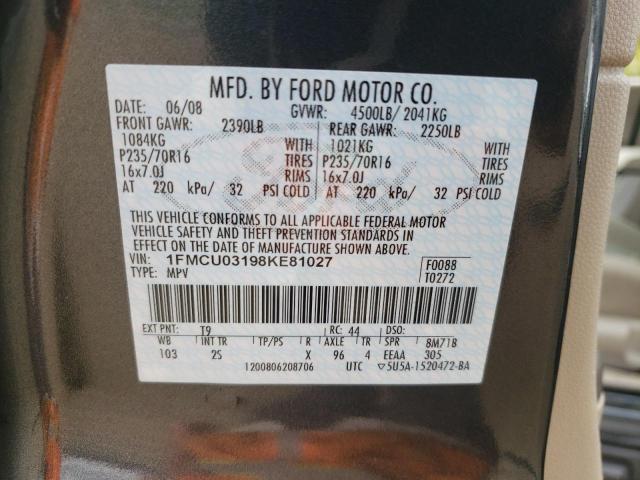 MFD. BY FORD MOTOR CO.
DATE: 06/08 GVWR: 4500LB/ 2041KG
FRONT GAWR: 2390LB REAR GAWR: 2250LB
1084KG WITH 1021KG WITH
P235/70R16 TIRES P235/70R16 TIRES
16x7.0J RIMS 16x7.0J RIMS
AT 220 kPa/ 32 PSI COLD AT 220 kPa/ 32 PSI COLD
THIS VEHICLE CONFORMS TO ALL APPLICABLE FEDERAL MOTOR
VEHICLE SAFETY AND THEFT PREVENTION STANDARDS IN
EFFECT ON THE DATE OF MANUFACTURE SHOWN ABOVE.
VIN: 1FMCU03198KE81027 F0088
TYPE: MPV T0272
EXT PNT: T9 RC: 44 DSO:
WB INT TR TP/PS R AXLE TR SPR 8M71B
103 2S X 96 4 EEAA 305
1200806208706 UTC ▽5U5A-1520472-BA